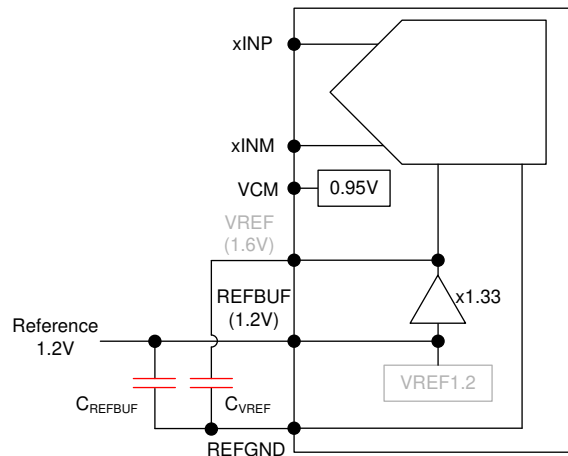 xINP
xINM
VCM
0.95V
VREF
(1.6V)
REFBUF
(1.2V)
x1.33
Reference
1.2V
VREF1.2
CREFBUF
CVREF
REFGND